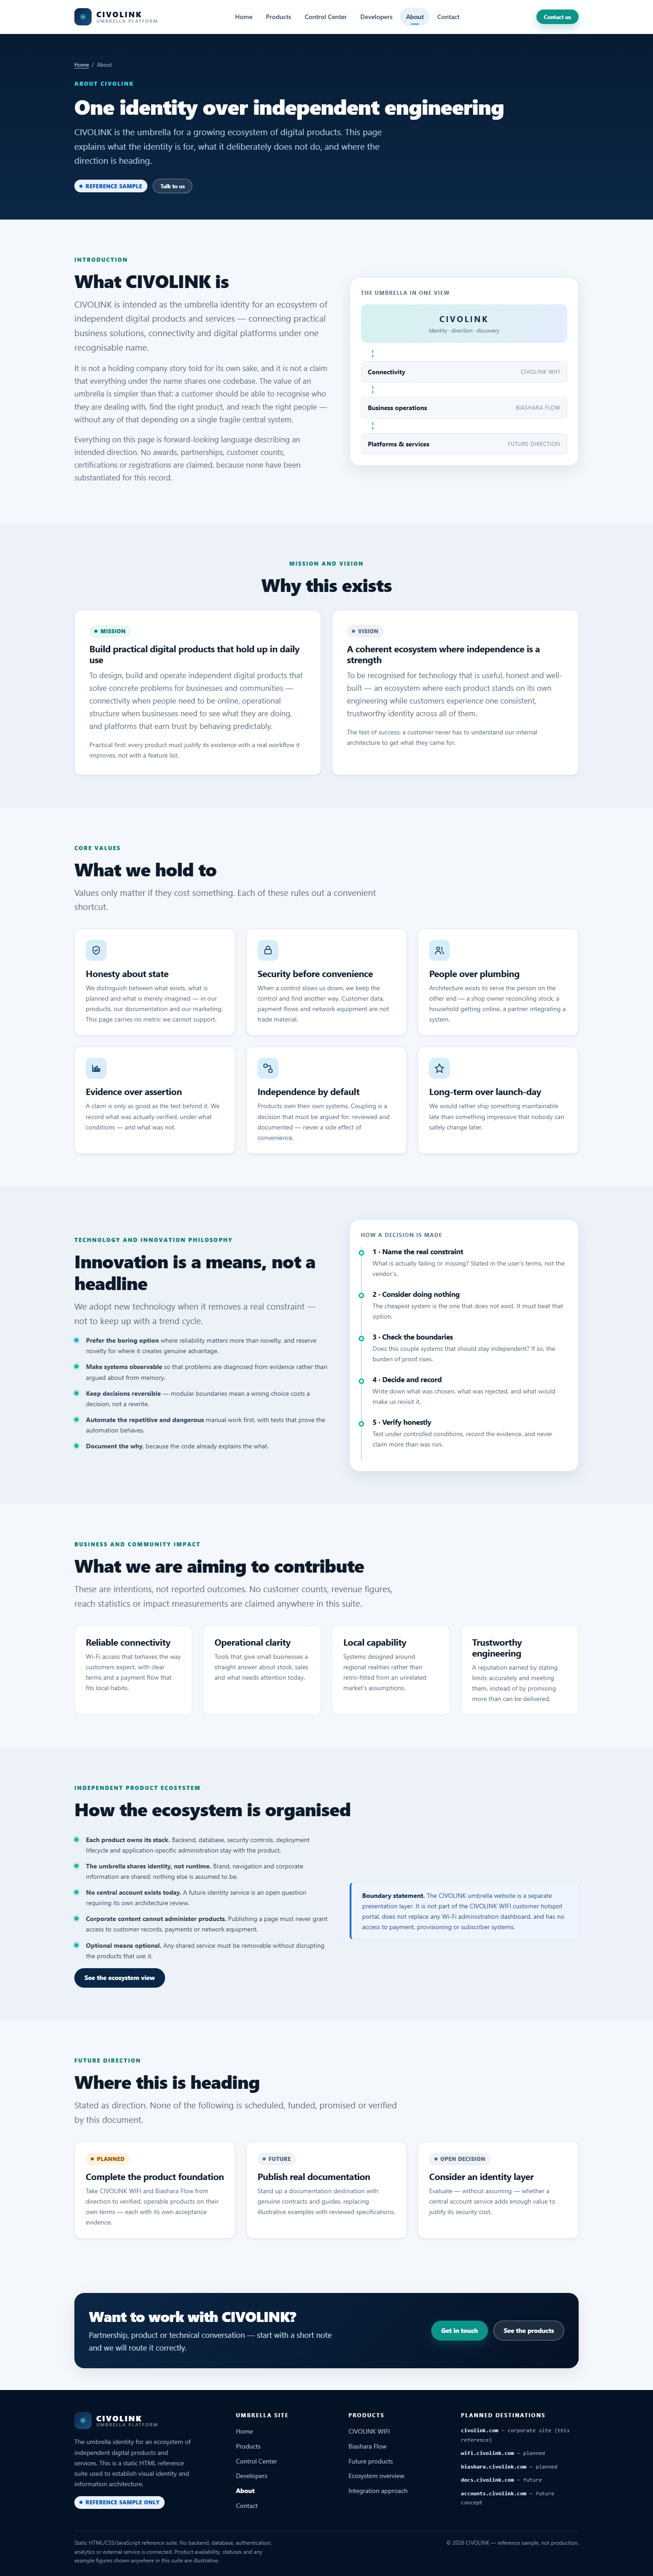 CIVOLINK
UMBRELLA PLATFORM
Home
Products
Control Center
Developers
About
Contact
Contact us
Home / About
ABOUT CIVOLINK
One identity over independent engineering
CIVOLINK is the umbrella for a growing ecosystem of digital products. This page
explains what the identity is for, what it deliberately does not do, and where the
direction is heading.
REFERENCE SAMPLE
Talk to us
INTRODUCTION
What CIVOLINK is
CIVOLINK is intended as the umbrella identity for an ecosystem of
independent digital products and services — connecting practical
business solutions, connectivity and digital platforms under one
recognisable name.
It is not a holding company story told for its own sake, and it is not a claim
that everything under the name shares one codebase. The value of an
umbrella is simpler than that: a customer should be able to recognise who
they are dealing with, find the right product, and reach the right people —
without any of that depending on a single fragile central system.
Everything on this page is forward-looking language describing an
intended direction. No awards, partnerships, customer counts,
certifications or registrations are claimed, because none have been
substantiated for this record.
THE UMBRELLA IN ONE VIEW
CIVOLINK
Identity · direction · discovery
Connectivity
CIVOLINK WIFI
Business operations
BIASHARA FLOW
Platforms & services
FUTURE DIRECTION
MISSION AND VISION
Why this exists
MISSION
Build practical digital products that hold up in daily
use
To design, build and operate independent digital products that
solve concrete problems for businesses and communities —
connectivity when people need to be online, operational
structure when businesses need to see what they are doing,
and platforms that earn trust by behaving predictably.
Practical first: every product must justify its existence with a real workflow it
improves, not with a feature list.
VISION
A coherent ecosystem where independence is a
strength
To be recognised for technology that is useful, honest and well-
built — an ecosystem where each product stands on its own
engineering while customers experience one consistent,
trustworthy identity across all of them.
The test of success: a customer never has to understand our internal
architecture to get what they came for.
CORE VALUES
What we hold to
Values only matter if they cost something. Each of these rules out a convenient
shortcut.
Honesty about state
We distinguish between what exists, what is
planned and what is merely imagined — in our
products, our documentation and our marketing.
This page carries no metric we cannot support.
Security before convenience
When a control slows us down, we keep the
control and find another way. Customer data,
payment flows and network equipment are not
trade material.
People over plumbing
Architecture exists to serve the person on the
other end — a shop owner reconciling stock, a
household getting online, a partner integrating a
system.
Evidence over assertion
A claim is only as good as the test behind it. We
record what was actually verified, under what
conditions — and what was not.
Independence by default
Products own their own systems. Coupling is a
decision that must be argued for, reviewed and
documented — never a side effect of
convenience.
Long-term over launch-day
We would rather ship something maintainable
late than something impressive that nobody can
safely change later.
TECHNOLOGY AND INNOVATION PHILOSOPHY
Innovation is a means, not a
headline
We adopt new technology when it removes a real constraint —
not to keep up with a trend cycle.
Prefer the boring option where reliability matters more than novelty, and reserve
novelty for where it creates genuine advantage.
Make systems observable so that problems are diagnosed from evidence rather than
argued about from memory.
Keep decisions reversible — modular boundaries mean a wrong choice costs a
decision, not a rewrite.
Automate the repetitive and dangerous manual work first, with tests that prove the
automation behaves.
Document the why, because the code already explains the what.
HOW A DECISION IS MADE
1 · Name the real constraint
What is actually failing or missing? Stated in the user's terms, not the
vendor's.
2 · Consider doing nothing
The cheapest system is the one that does not exist. It must beat that
option.
3 · Check the boundaries
Does this couple systems that should stay independent? If so, the
burden of proof rises.
4 · Decide and record
Write down what was chosen, what was rejected, and what would
make us revisit it.
5 · Verify honestly
Test under controlled conditions, record the evidence, and never
claim more than was run.
BUSINESS AND COMMUNITY IMPACT
What we are aiming to contribute
These are intentions, not reported outcomes. No customer counts, revenue figures,
reach statistics or impact measurements are claimed anywhere in this suite.
Reliable connectivity
Wi-Fi access that behaves the way
customers expect, with clear
terms and a payment flow that
fits local habits.
Operational clarity
Tools that give small businesses a
straight answer about stock, sales
and what needs attention today.
Local capability
Systems designed around
regional realities rather than
retro-fitted from an unrelated
market's assumptions.
Trustworthy
engineering
A reputation earned by stating
limits accurately and meeting
them, instead of by promising
more than can be delivered.
INDEPENDENT PRODUCT ECOSYSTEM
How the ecosystem is organised
Each product owns its stack. Backend, database, security controls, deployment
lifecycle and application-specific administration stay with the product.
The umbrella shares identity, not runtime. Brand, navigation and corporate
information are shared; nothing else is assumed to be.
No central account exists today. A future identity service is an open question
requiring its own architecture review.
Corporate content cannot administer products. Publishing a page must never grant
access to customer records, payments or network equipment.
Optional means optional. Any shared service must be removable without disrupting
the products that use it.
See the ecosystem view
Boundary statement. The CIVOLINK umbrella website is a separate
presentation layer. It is not part of the CIVOLINK WIFI customer hotspot
portal, does not replace any Wi-Fi administration dashboard, and has no
access to payment, provisioning or subscriber systems.
FUTURE DIRECTION
Where this is heading
Stated as direction. None of the following is scheduled, funded, promised or verified
by this document.
PLANNED
Complete the product foundation
Take CIVOLINK WIFI and Biashara Flow from
direction to verified, operable products on their
own terms — each with its own acceptance
evidence.
FUTURE
Publish real documentation
Stand up a documentation destination with
genuine contracts and guides, replacing
illustrative examples with reviewed specifications.
OPEN DECISION
Consider an identity layer
Evaluate — without assuming — whether a
central account service adds enough value to
justify its security cost.
Want to work with CIVOLINK?
Partnership, product or technical conversation — start with a short note
and we will route it correctly.
Get in touch
See the products
CIVOLINK
UMBRELLA PLATFORM
The umbrella identity for an ecosystem of
independent digital products and
services. This is a static HTML reference
suite used to establish visual identity and
information architecture.
REFERENCE SAMPLE ONLY
UMBRELLA SITE
Home
Products
Control Center
Developers
About
Contact
PRODUCTS
CIVOLINK WIFI
Biashara Flow
Future products
Ecosystem overview
Integration approach
PLANNED DESTINATIONS
civolink.com — corporate site (this
reference)
wifi.civolink.com — planned
biashara.civolink.com — planned
docs.civolink.com — future
accounts.civolink.com — future
concept
Static HTML/CSS/JavaScript reference suite. No backend, database, authentication,
analytics or external service is connected. Product availability, statuses and any
example figures shown anywhere in this suite are illustrative.
© 2026 CIVOLINK — reference sample, not production.